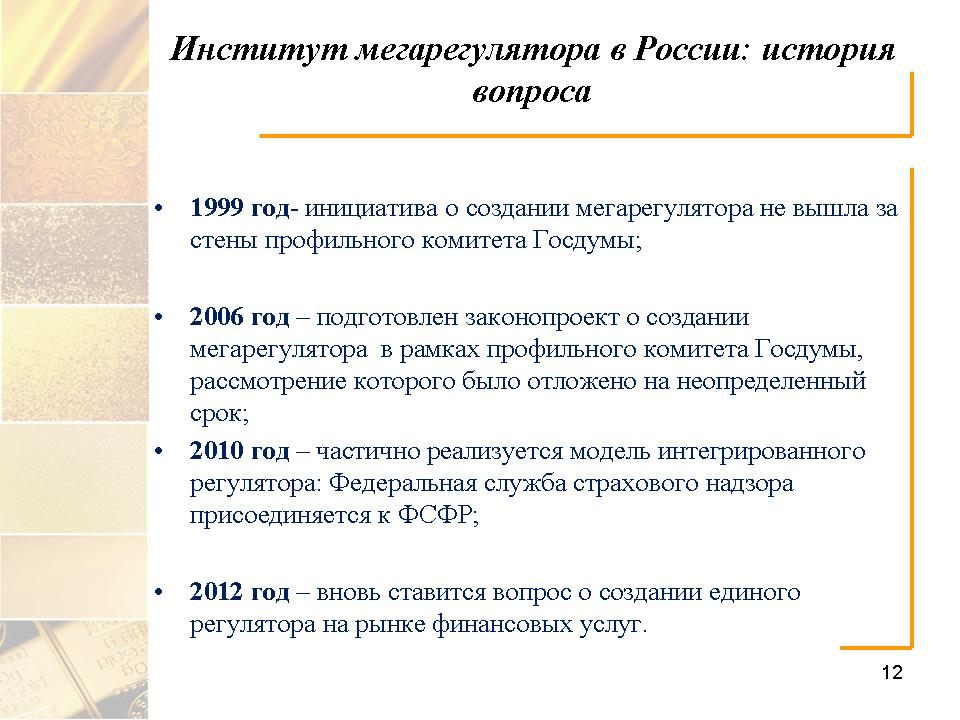 Институт мегарегулятора в России: история
вопроса
• 1999 год- инициатива о создании мегарегулятора не вышла за
стены профильного комитета Госдумы;
• 2006 год – подготовлен законопроект о создании
мегарегулятора  в рамках профильного комитета Госдумы,
рассмотрение которого было отложено на неопределенный
срок;
• 2010 год – частично реализуется модель интегрированного
регулятора: Федеральная служба страхового надзора
присоединяется к ФСФР;
• 2012 год – вновь ставится вопрос о создании единого
регулятора на рынке финансовых услуг.
12